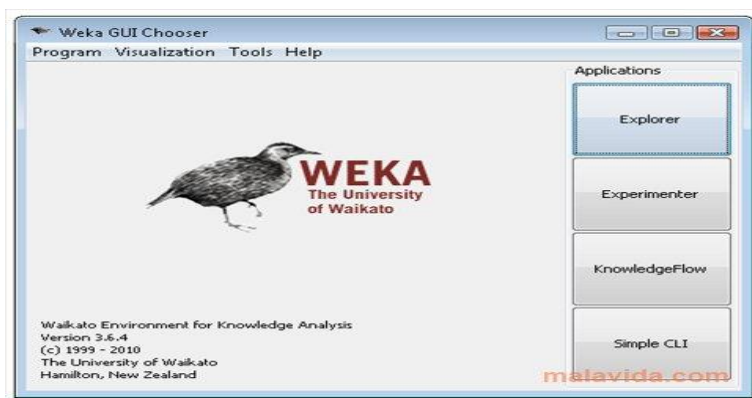 Weka GUI Chooser
Program Visualization Tools Help
Applications
Explorer
Experimenter
KnowledgeFlow
Simple CLI
WEKA
The University
of Waikato
Waikato Environment for Knowledge Analysis
Version 3.6.4
(c) 1999 - 2010
The University of Waikato
Hamilton, New Zealand
malavida.com